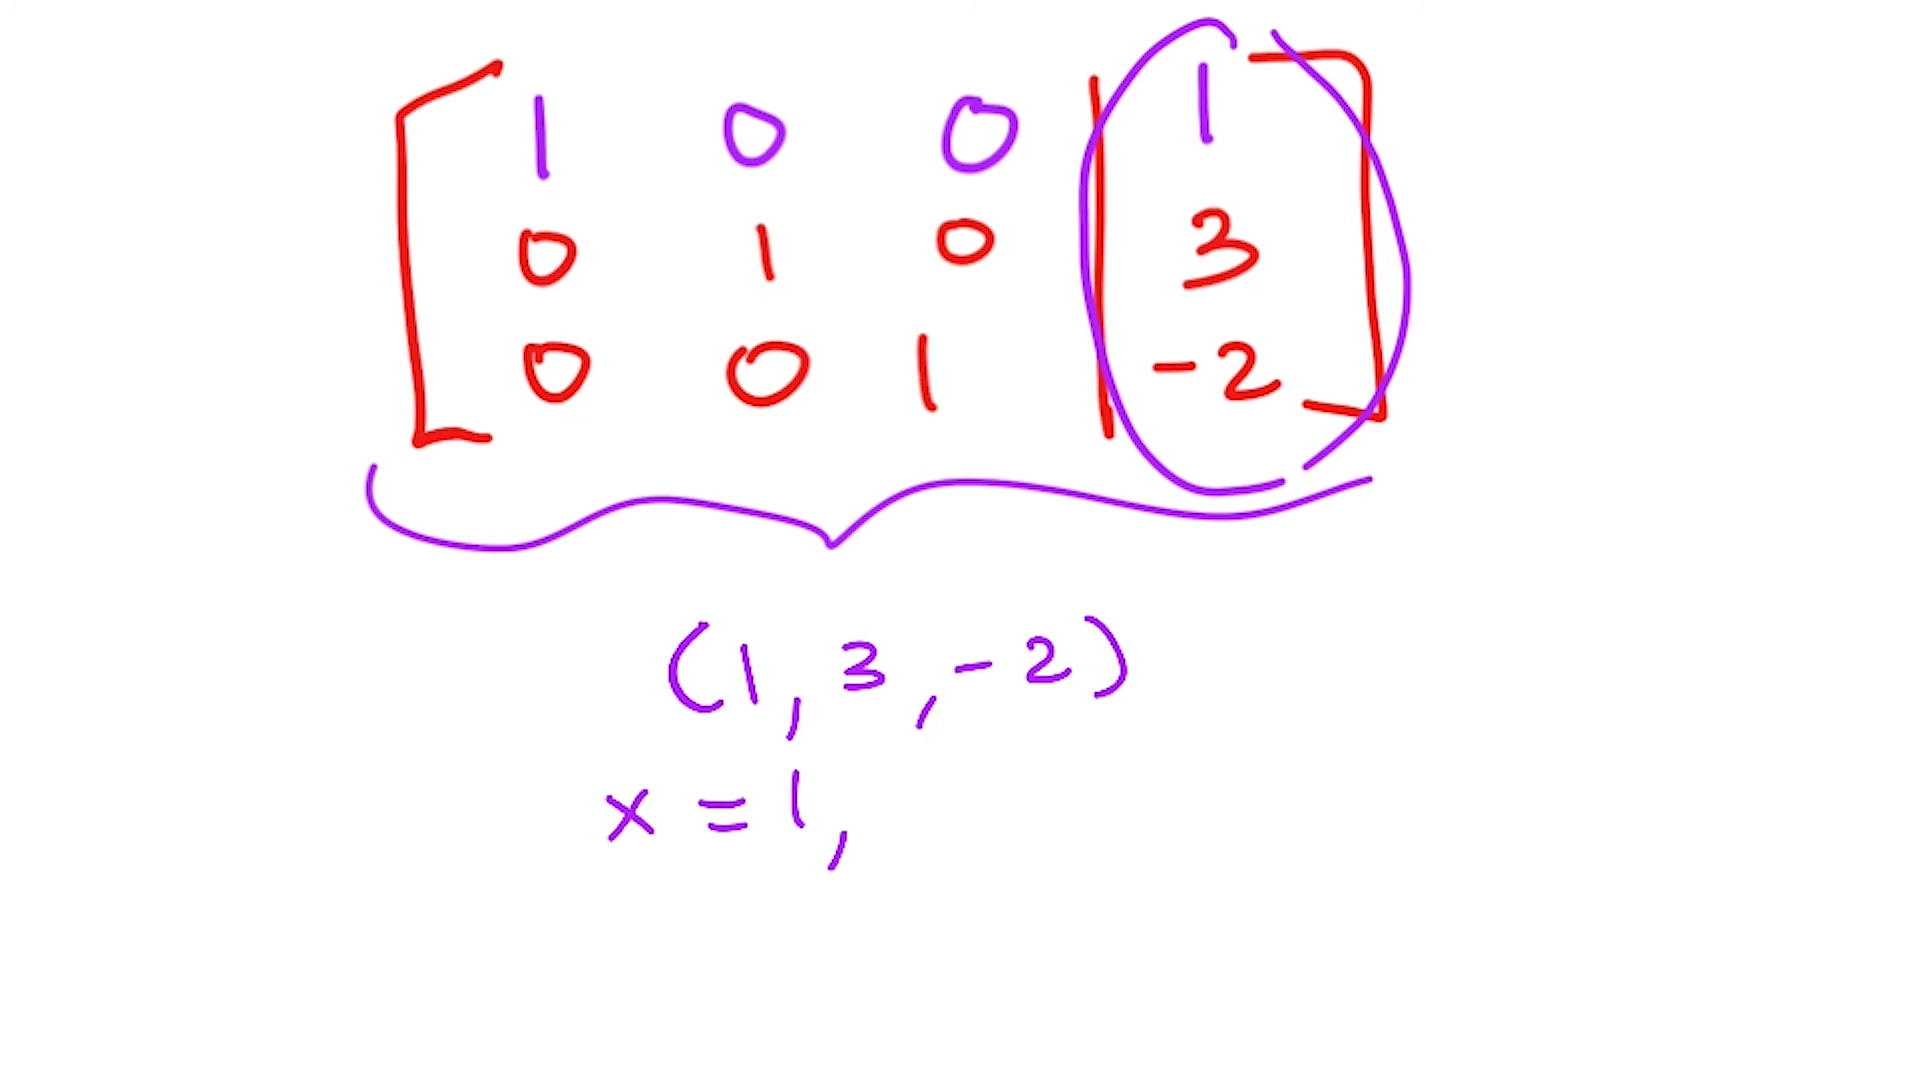 1 0 0 | 1
0 1 0 | 3
0 0 1 | -2
(1, 3, -2)
x = 1,